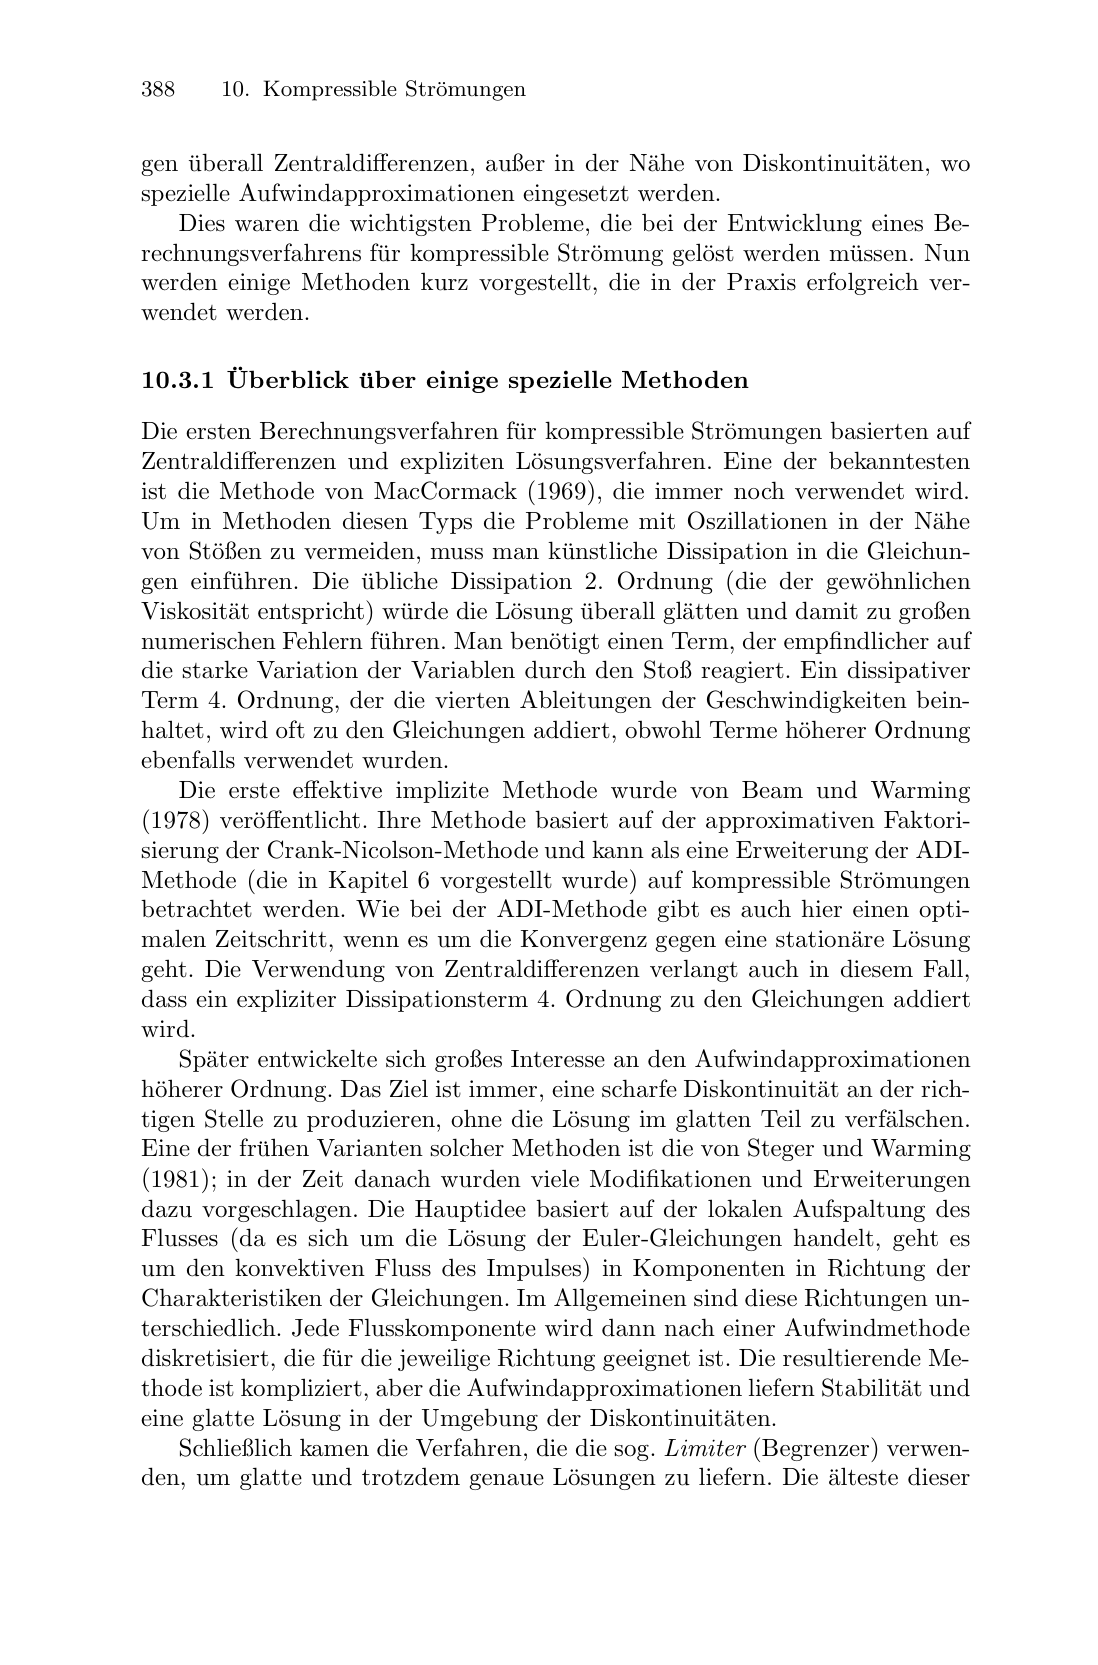 388 10. Kompressible Strömungen
gen überall Zentraldifferenzen, außer in der Nähe von Diskontinuitäten, wo
spezielle Aufwindapproximationen eingesetzt werden.
Dies waren die wichtigsten Probleme, die bei der Entwicklung eines Be-
rechnungsverfahrens für kompressible Strömung gelöst werden müssen. Nun
werden einige Methoden kurz vorgestellt, die in der Praxis erfolgreich ver-
wendet werden.
10.3.1 Überblick über einige spezielle Methoden
Die ersten Berechnungsverfahren für kompressible Strömungen basierten auf
Zentraldifferenzen und expliziten Lösungsverfahren. Eine der bekanntesten
ist die Methode von MacCormack (1969), die immer noch verwendet wird.
Um in Methoden diesen Typs die Probleme mit Oszillationen in der Nähe
von Stößen zu vermeiden, muss man künstliche Dissipation in die Gleichun-
gen einführen. Die übliche Dissipation 2. Ordnung (die der gewöhnlichen
Viskosität entspricht) würde die Lösung überall glätten und damit zu großen
numerischen Fehlern führen. Man benötigt einen Term, der empfindlicher auf
die starke Variation der Variablen durch den Stoß reagiert. Ein dissipativer
Term 4. Ordnung, der die vierten Ableitungen der Geschwindigkeiten bein-
haltet, wird oft zu den Gleichungen addiert, obwohl Terme höherer Ordnung
ebenfalls verwendet wurden.
Die erste effektive implizite Methode wurde von Beam und Warming
(1978) veröffentlicht. Ihre Methode basiert auf der approximativen Faktori-
sierung der Crank-Nicolson-Methode und kann als eine Erweiterung der ADI-
Methode (die in Kapitel 6 vorgestellt wurde) auf kompressible Strömungen
betrachtet werden. Wie bei der ADI-Methode gibt es auch hier einen opti-
malen Zeitschritt, wenn es um die Konvergenz gegen eine stationäre Lösung
geht. Die Verwendung von Zentraldifferenzen verlangt auch in diesem Fall,
dass ein expliziter Dissipationsterm 4. Ordnung zu den Gleichungen addiert
wird.
Später entwickelte sich großes Interesse an den Aufwindapproximationen
höherer Ordnung. Das Ziel ist immer, eine scharfe Diskontinuität an der rich-
tigen Stelle zu produzieren, ohne die Lösung im glatten Teil zu verfälschen.
Eine der frühen Varianten solcher Methoden ist die von Steger und Warming
(1981); in der Zeit danach wurden viele Modifikationen und Erweiterungen
dazu vorgeschlagen. Die Hauptidee basiert auf der lokalen Aufspaltung des
Flusses (da es sich um die Lösung der Euler-Gleichungen handelt, geht es
um den konvektiven Fluss des Impulses) in Komponenten in Richtung der
Charakteristiken der Gleichungen. Im Allgemeinen sind diese Richtungen un-
terschiedlich. Jede Flusskomponente wird dann nach einer Aufwindmethode
diskretisiert, die für die jeweilige Richtung geeignet ist. Die resultierende Me-
thode ist kompliziert, aber die Aufwindapproximationen liefern Stabilität und
eine glatte Lösung in der Umgebung der Diskontinuitäten.
Schließlich kamen die Verfahren, die die sog. Limiter (Begrenzer) verwen-
den, um glatte und trotzdem genaue Lösungen zu liefern. Die älteste dieser